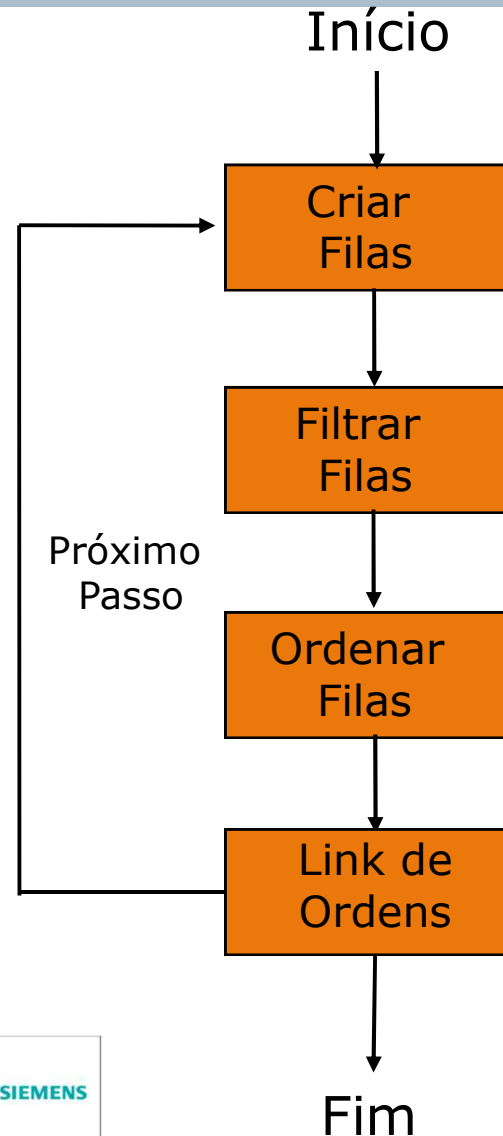 Início
Criar
Filas
Filtrar
Filas
Próximo
Passo
Ordenar
Filas
Link de
Ordens
SIEMENS
Fim